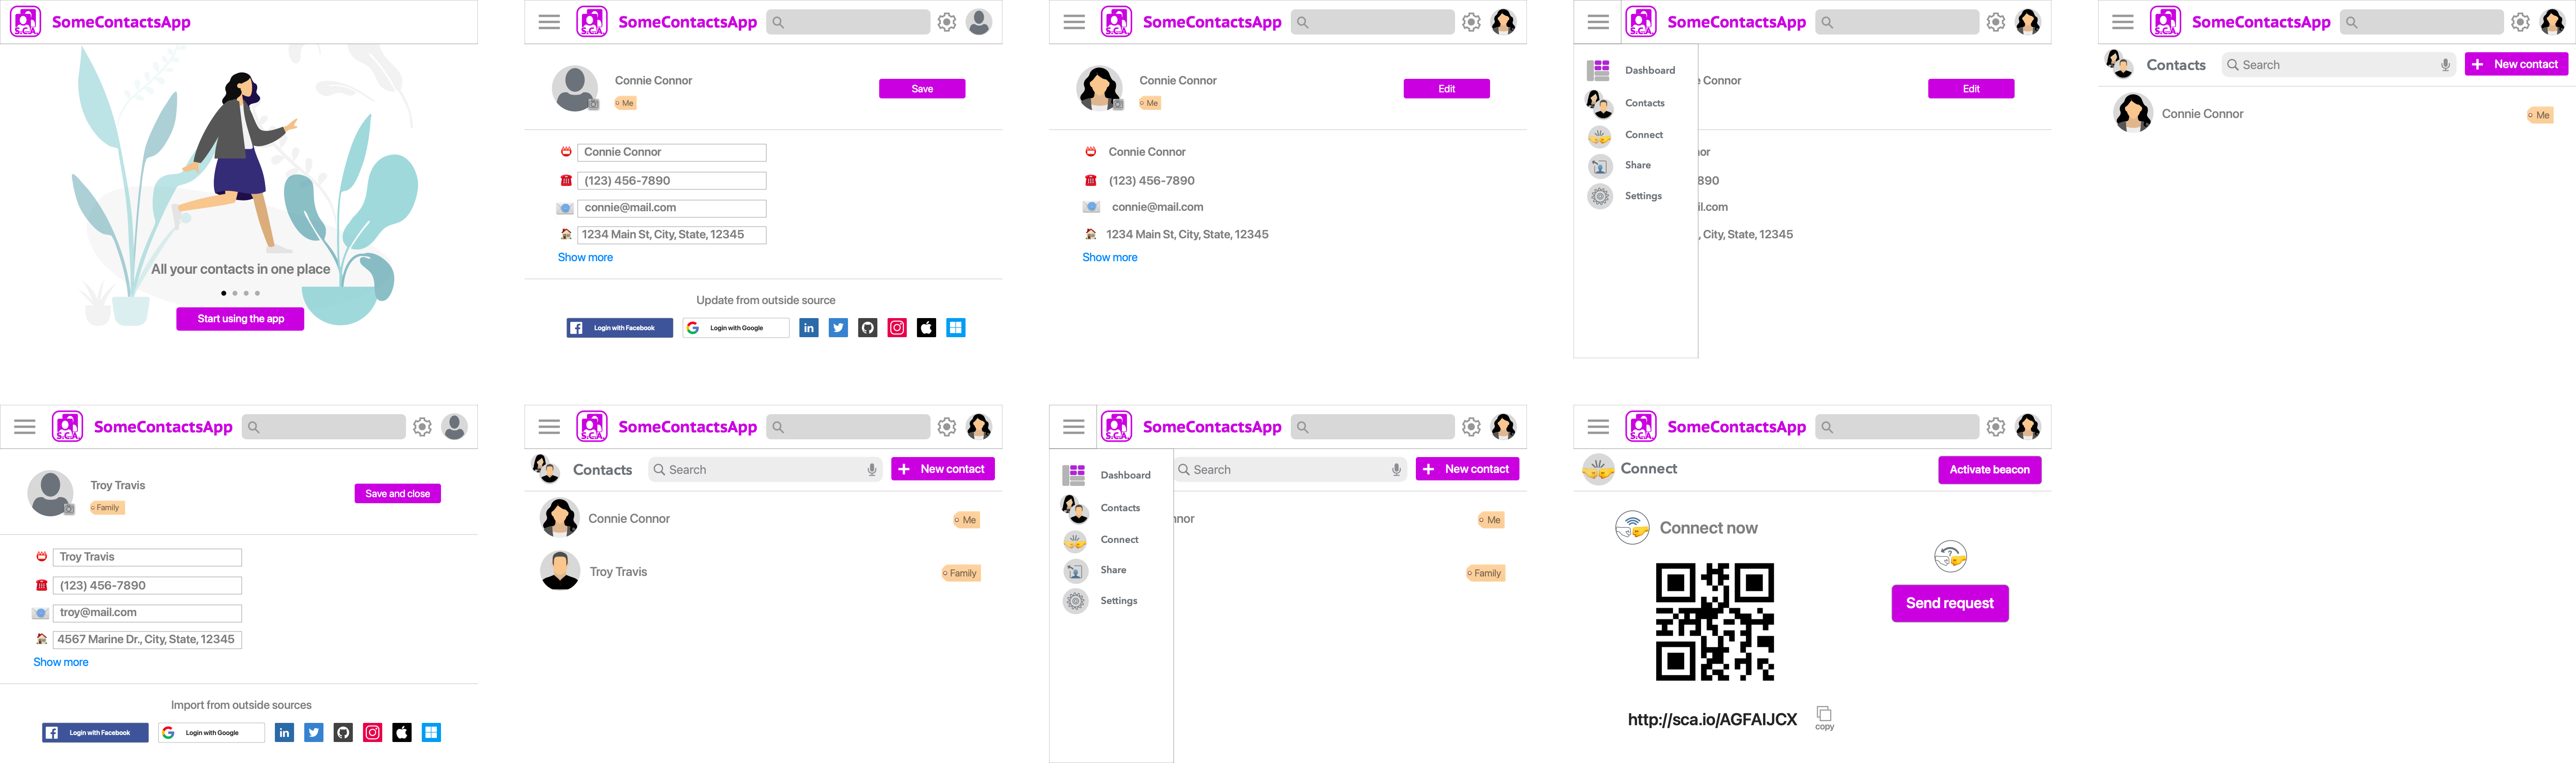 S.C.A.
SomeContactsApp
All your contacts in one place
Start using the app
S.C.A.
SomeContactsApp
Connie Connor
Me
Save
Connie Connor
(123) 456-7890
connie@mail.com
1234 Main St, City, State, 12345
Show more
Update from outside source
Login with Facebook
Login with Google
in
S.C.A.
SomeContactsApp
Connie Connor
Me
Edit
Connie Connor
(123) 456-7890
connie@mail.com
1234 Main St, City, State, 12345
Show more
S.C.A.
SomeContactsApp
Dashboard
Contacts
Connect
Share
Settings
Connor
Edit
nor
890
il.com
, City, State, 12345
S.C.A.
SomeContactsApp
Contacts
Search
+ New contact
Connie Connor
Me
S.C.A.
SomeContactsApp
Troy Travis
Family
Save and close
Troy Travis
(123) 456-7890
troy@mail.com
4567 Marine Dr., City, State, 12345
Show more
Import from outside sources
Login with Facebook
Login with Google
in
S.C.A.
SomeContactsApp
Contacts
Search
+ New contact
Connie Connor
Me
Troy Travis
Family
S.C.A.
SomeContactsApp
Dashboard
Contacts
Connect
Share
Settings
Search
+ New contact
nnor
Me
Family
S.C.A.
SomeContactsApp
Connect
Activate beacon
Connect now
?
Send request
http://sca.io/AGFAIJCX
copy